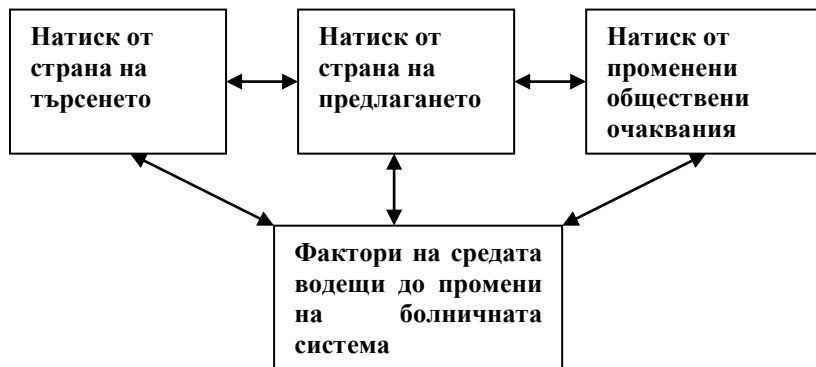 Натиск от
страна на
търсенето
Натиск от
страна на
предлагането
Натиск от
променени
обществени
очаквания
Фактори на средата
водещи до промени
на болничната
система